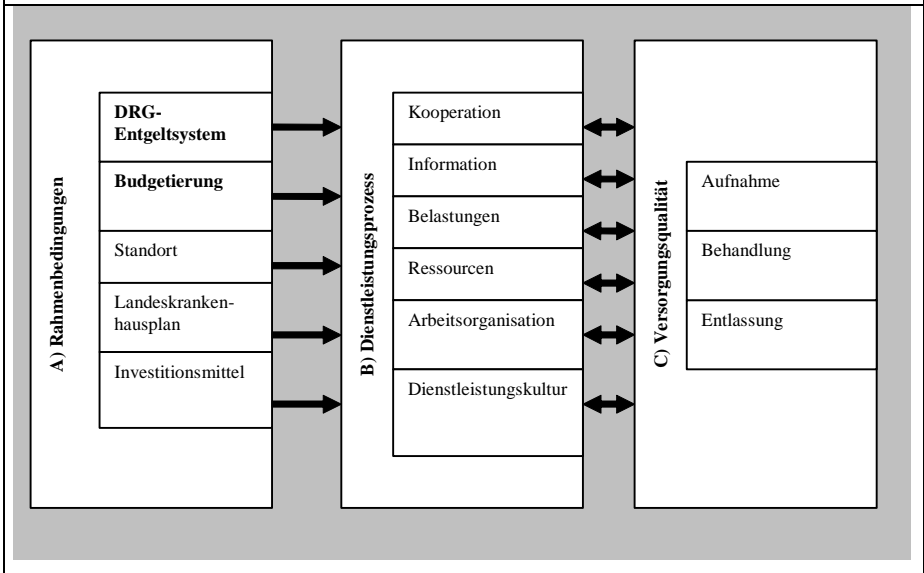 A) Rahmenbedingungen
DRG-
Entgeltsystem
Budgetierung
Standort
Landeskranken-
hausplan
Investitionsmittel
B) Dienstleistungsprozess
Kooperation
Information
Belastungen
Ressourcen
Arbeitsorganisation
Dienstleistungskultur
C) Versorgungsqualität
Aufnahme
Behandlung
Entlassung